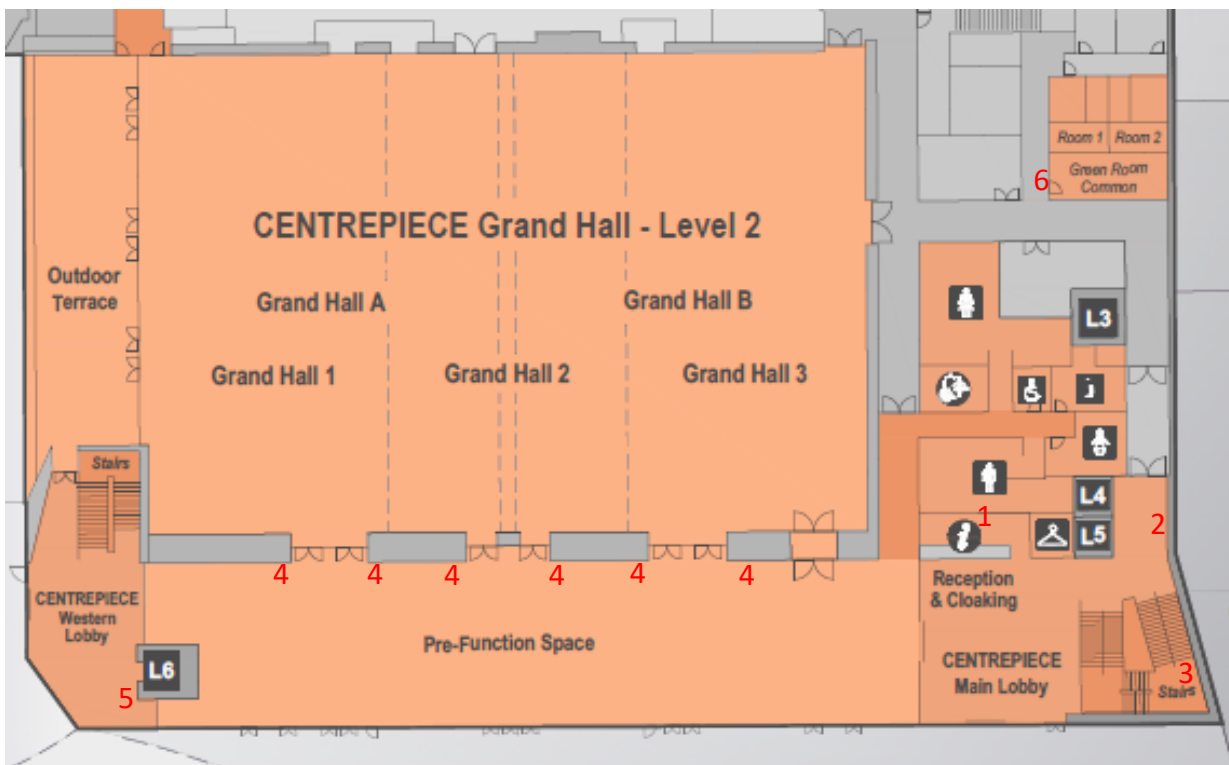 Room 1 Room 2
Green Room
Common
6
CENTREPIECE Grand Hall - Level 2
Outdoor
Terrace
Grand Hall A
Grand Hall B
L3
Grand Hall 1
Grand Hall 2
Grand Hall 3
i
Stairs
L4
1
2
i
L5
4
4
4
4
4
4
Reception
& Cloaking
CENTREPIECE
Western
Lobby
Pre-Function Space
L6
5
CENTREPIECE
Main Lobby
3
Stairs